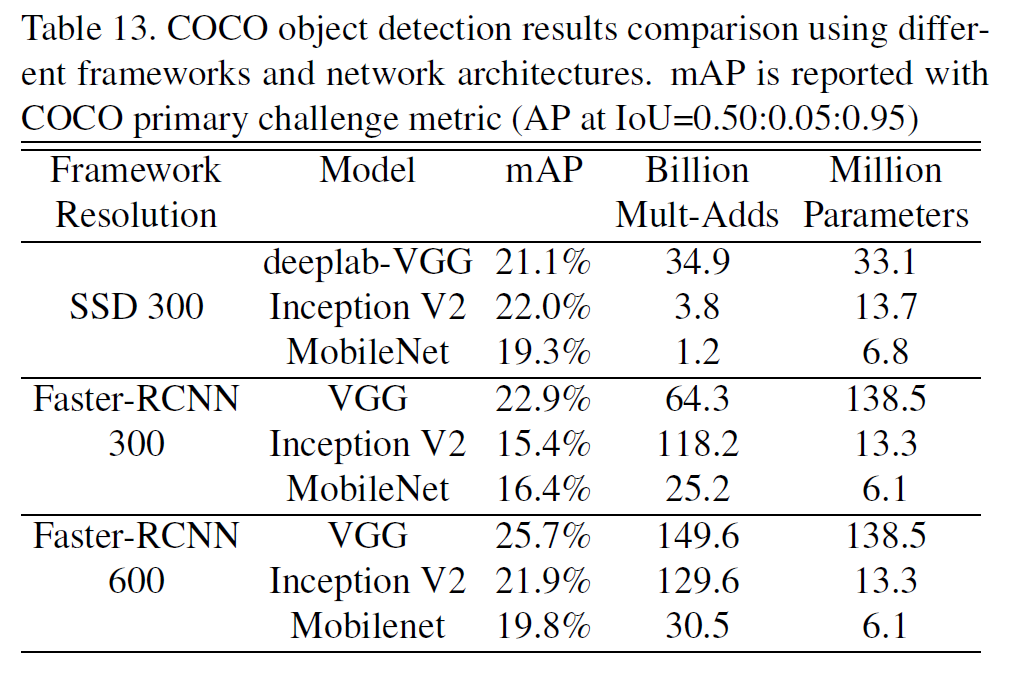 Table 13. COCO object detection results comparison using differ-
ent frameworks and network architectures. mAP is reported with
COCO primary challenge metric (AP at IoU=0.50:0.05:0.95)
Framework Model mAP Billion Million
Resolution Mult-Adds Parameters
deeplab-VGG 21.1% 34.9 33.1
SSD 300 Inception V2 22.0% 3.8 13.7
MobileNet 19.3% 1.2 6.8
Faster-RCNN VGG 22.9% 64.3 138.5
300 Inception V2 15.4% 118.2 13.3
MobileNet 16.4% 25.2 6.1
Faster-RCNN VGG 25.7% 149.6 138.5
600 Inception V2 21.9% 129.6 13.3
Mobilenet 19.8% 30.5 6.1